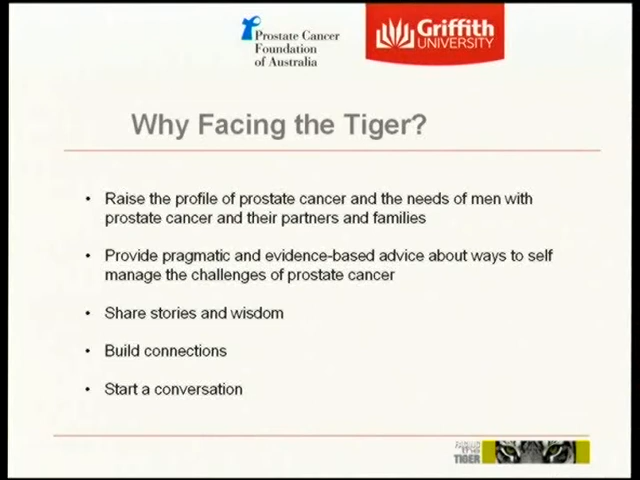 Prostate Cancer
Foundation
of Australia
Griffith
UNIVERSITY
Why Facing the Tiger?
• Raise the profile of prostate cancer and the needs of men with
prostate cancer and their partners and families
• Provide pragmatic and evidence-based advice about ways to self
manage the challenges of prostate cancer
• Share stories and wisdom
• Build connections
• Start a conversation
THE
TIGER